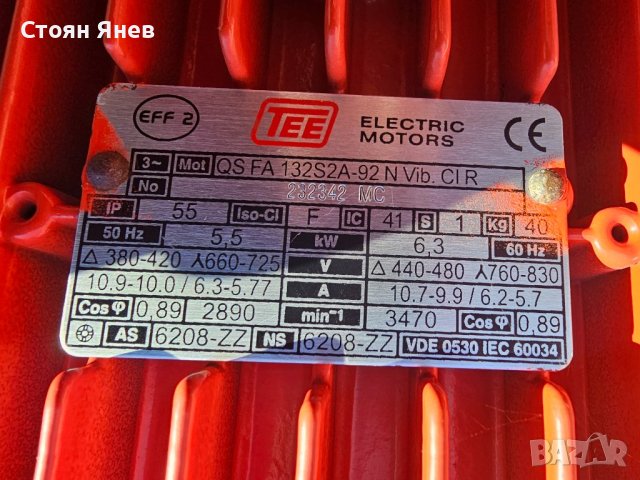 Стоян Янев
EFF 2 TEE ELECTRIC MOTORS CE
3~ Mot QS FA 132S2A-92 N Vib. Cl R
No 232342 MC
IP 55 Iso-Cl F IC 41 S 1 Kg 40
50 Hz 5,5 kW 6,3 60 Hz
Δ 380-420 ⅄660-725 V Δ 440-480 ⅄760-830
10.9-10.0 / 6.3-5.77 A 10.7-9.9 / 6.2-5.7
Cos φ 0,89 2890 min⁻¹ 3470 Cos φ 0,89
AS 6208-ZZ NS 6208-ZZ VDE 0530 IEC 60034
BAZAR